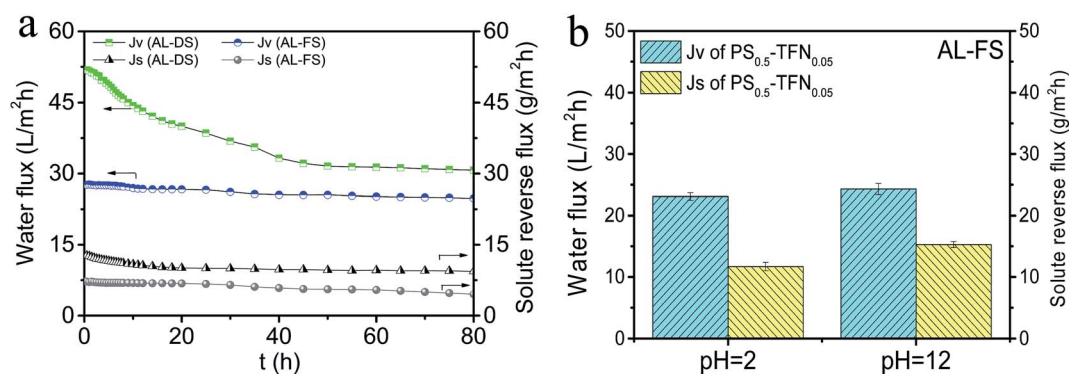 a
Jv (AL-DS)
Jv (AL-FS)
Js (AL-DS)
Js (AL-FS)
Water flux (L/m²h)
60
45
30
15
0
Solute reverse flux (g/m²h)
60
45
30
15
0
0
20
40
60
80
t (h)
b
AL-FS
Jv of PS₀.₅-TFN₀.₀₅
Js of PS₀.₅-TFN₀.₀₅
Water flux (L/m²h)
50
40
30
20
10
0
Solute reverse flux (g/m²h)
50
40
30
20
10
0
pH=2
pH=12